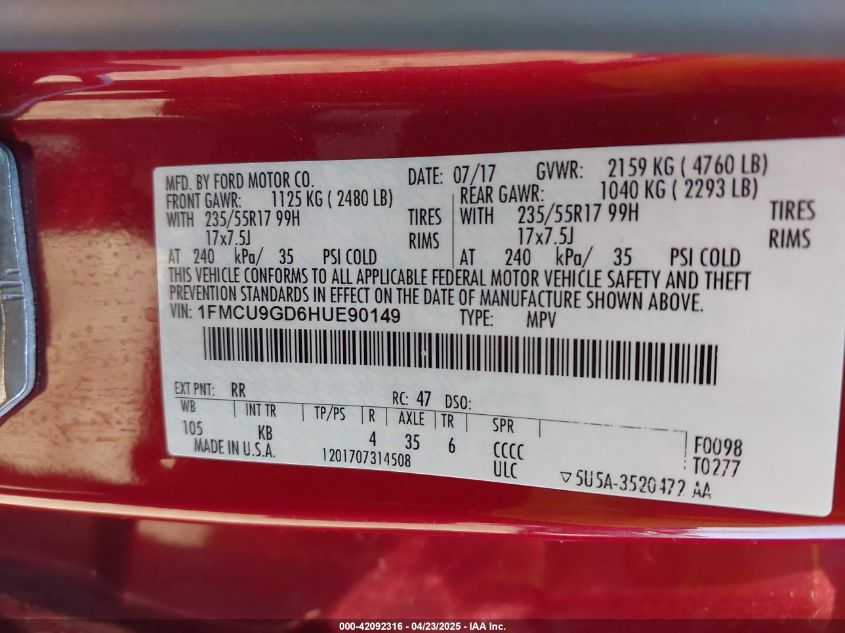 MFD. BY FORD MOTOR CO. DATE: 07/17 GVWR: 2159 KG ( 4760 LB)
FRONT GAWR: 1125 KG ( 2480 LB) REAR GAWR: 1040 KG ( 2293 LB)
WITH 235/55R17 99H TIRES WITH 235/55R17 99H TIRES
17x7.5J RIMS 17x7.5J RIMS
AT 240 kPa/ 35 PSI COLD AT 240 kPa/ 35 PSI COLD
THIS VEHICLE CONFORMS TO ALL APPLICABLE FEDERAL MOTOR VEHICLE SAFETY AND THEFT
PREVENTION STANDARDS IN EFFECT ON THE DATE OF MANUFACTURE SHOWN ABOVE.
VIN: 1FMCU9GD6HUE90149 TYPE: MPV
EXT PNT: RR RC: 47 DSO:
WB INT TR TP/PS R AXLE TR SPR
105 KB 4 35 6 CCCC F0098
MADE IN U.S.A. 1201707314508 ULC T0277
▽5U5A-3520472 AA
000-42092316 - 04/23/2025 - IAA Inc.